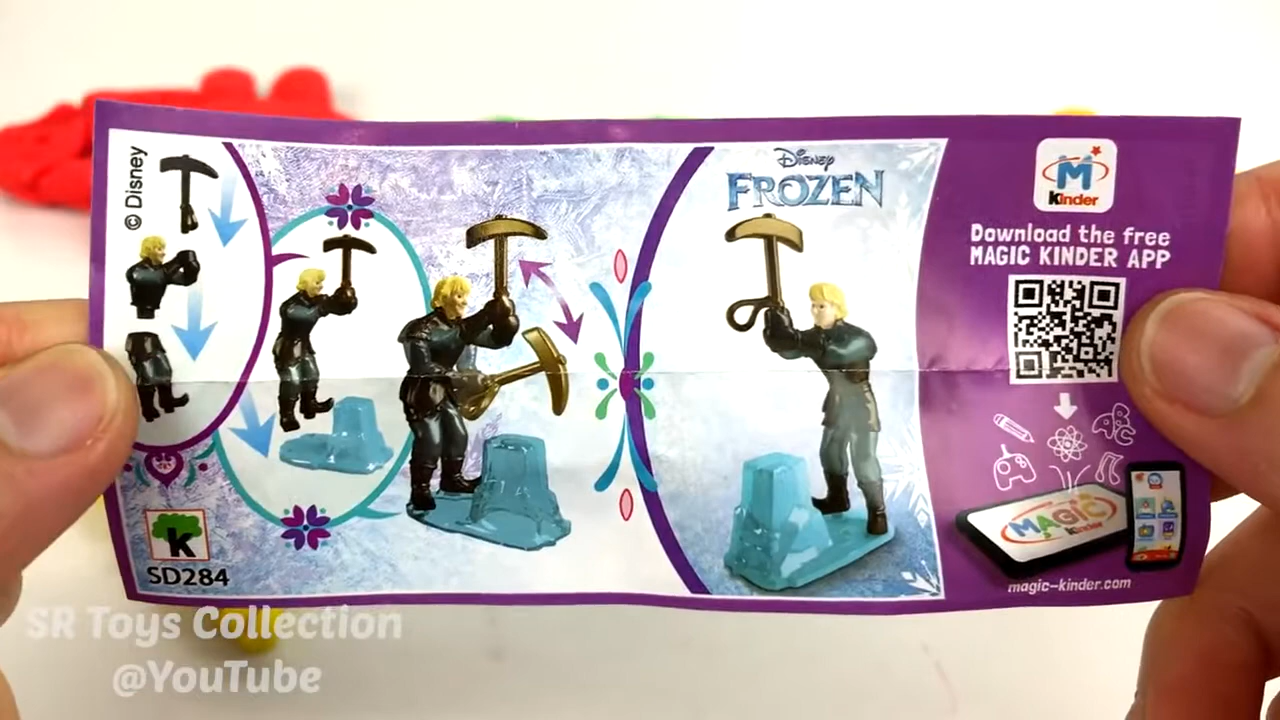 © Disney
SD284
Disney
FROZEN
M
Kinder
Download the free
MAGIC KINDER APP
ABC
MAGIC
Kinder
magic-kinder.com
SR Toys Collection
@YouTube